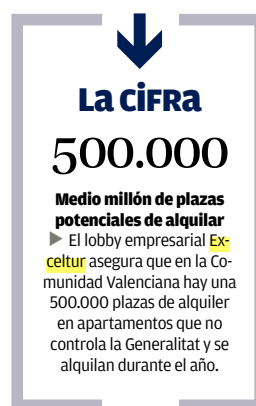 La CiFRa
500.000
Medio millón de plazas
potenciales de alquilar
▶ El lobby empresarial Ex-
celtur asegura que en la Co-
munidad Valenciana hay una
500.000 plazas de alquiler
en apartamentos que no
controla la Generalitat y se
alquilan durante el año.